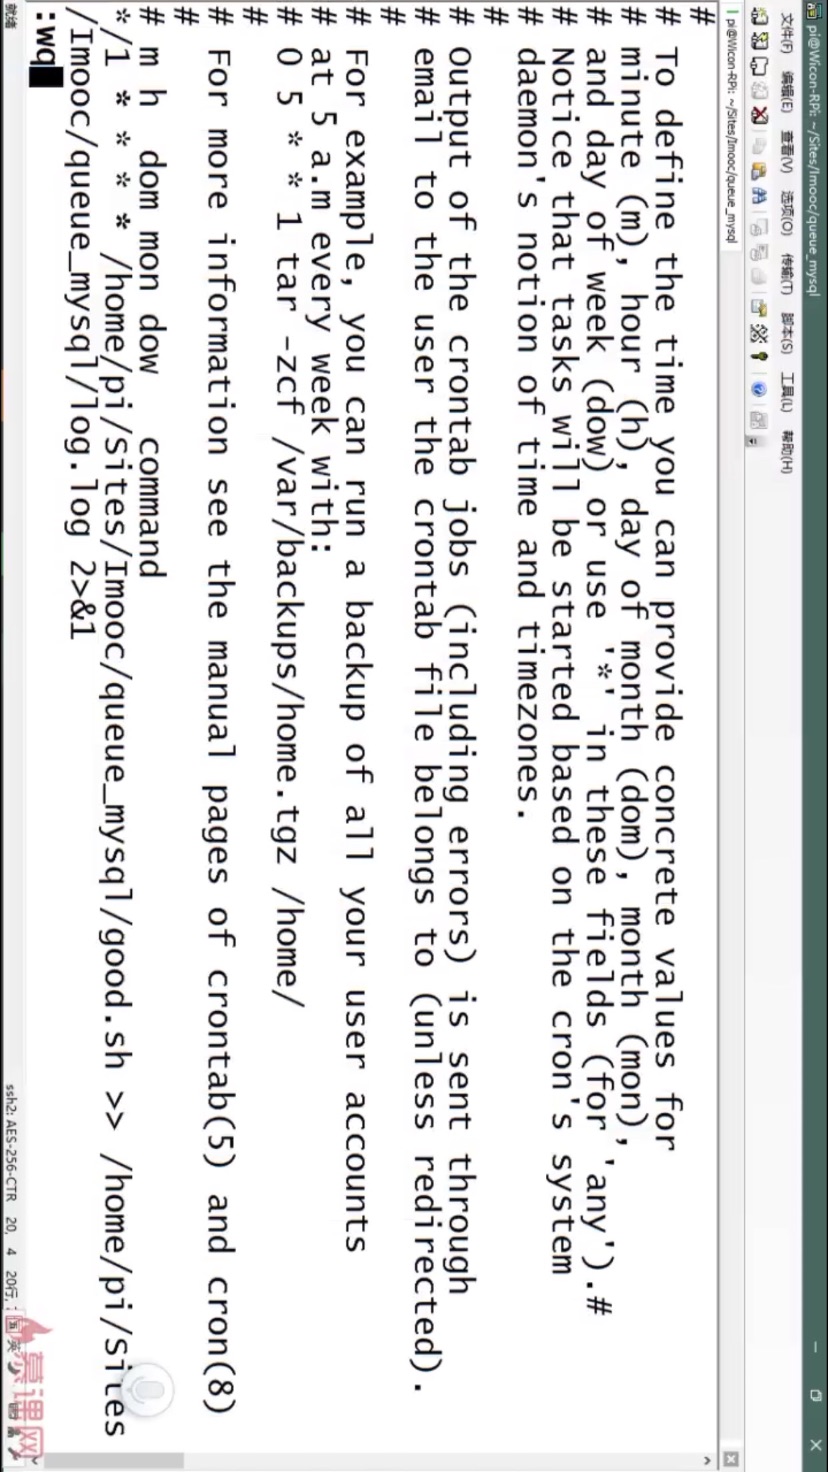 pi@Wicon-RPi: ~/Sites/Imooc/queue_mysql
文件(F) 编辑(E) 查看(V) 选项(O) 传输(T) 脚本(S) 工具(L) 帮助(H)
pi@Wicon-RPi: ~/Sites/Imooc/queue_mysql
#
# To define the time you can provide concrete values for
# minute (m), hour (h), day of month (dom), month (mon),
# and day of week (dow) or use '*' in these fields (for 'any').#
# Notice that tasks will be started based on the cron's system
# daemon's notion of time and timezones.
#
# Output of the crontab jobs (including errors) is sent through
# email to the user the crontab file belongs to (unless redirected).
#
# For example, you can run a backup of all your user accounts
# at 5 a.m every week with:
# 0 5 * * 1 tar -zcf /var/backups/home.tgz /home/
#
# For more information see the manual pages of crontab(5) and cron(8)
#
# m h  dom mon dow   command
*/1 * * * * /home/pi/Sites/Imooc/queue_mysql/good.sh >> /home/pi/Sites
/Imooc/queue_mysql/log.log 2>&1
:wq
就绪 ssh2: AES-256-CTR 20, 4 20行,
慕课网